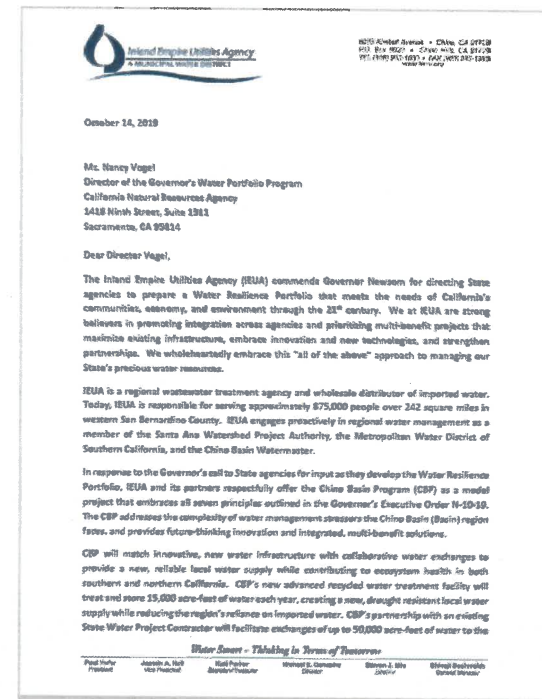 Inland Empire Utilities Agency
A MUNICIPAL WATER DISTRICT
October 14, 2019
Ms. Nancy Vogel
Director of the Governor's Water Portfolio Program
California Natural Resources Agency
1416 Ninth Street, Suite 1311
Sacramento, CA 95814
Dear Director Vogel,
The Inland Empire Utilities Agency (IEUA) commends Governor Newsom for directing State
agencies to prepare a Water Resilience Portfolio that meets the needs of California's
communities, economy, and environment through the 21st century. We at IEUA are strong
believers in promoting integration across agencies and prioritizing multi-benefit projects that
maximize existing infrastructure, embrace innovation and new technologies, and strengthen
partnerships. We wholeheartedly embrace this "all of the above" approach to managing our
State's precious water resources.
IEUA is a regional wastewater treatment agency and wholesale distributor of imported water.
Today, IEUA is responsible for serving approximately 875,000 people over 242 square miles in
western San Bernardino County. IEUA engages proactively in regional water management as a
member of the Santa Ana Watershed Project Authority, the Metropolitan Water District of
Southern California, and the Chino Basin Watermaster.
In response to the Governor's call to State agencies for input as they develop the Water Resilience
Portfolio, IEUA and its partners respectfully offer the Chino Basin Program (CBP) as a model
project that embraces all seven principles outlined in the Governor's Executive Order N-10-19.
The CBP addresses the complexity of water management stressors the Chino Basin (Basin) region
faces, and provides future-thinking innovation and integrated, multi-benefit solutions.
CBP will match innovative, new water infrastructure with collaborative water exchanges to
provide a new, reliable local water supply while contributing to ecosystem health in both
southern and northern California. CBP's new advanced recycled water treatment facility will
treat and store 15,000 acre-feet of water each year, creating a new, drought resistant local water
supply while reducing the region's reliance on imported water. CBP's partnership with an existing
State Water Project Contractor will facilitate exchanges of up to 50,000 acre-feet of water to the
Water Smart – Thinking in Terms of Tomorrow
President Vice President Director General Manager